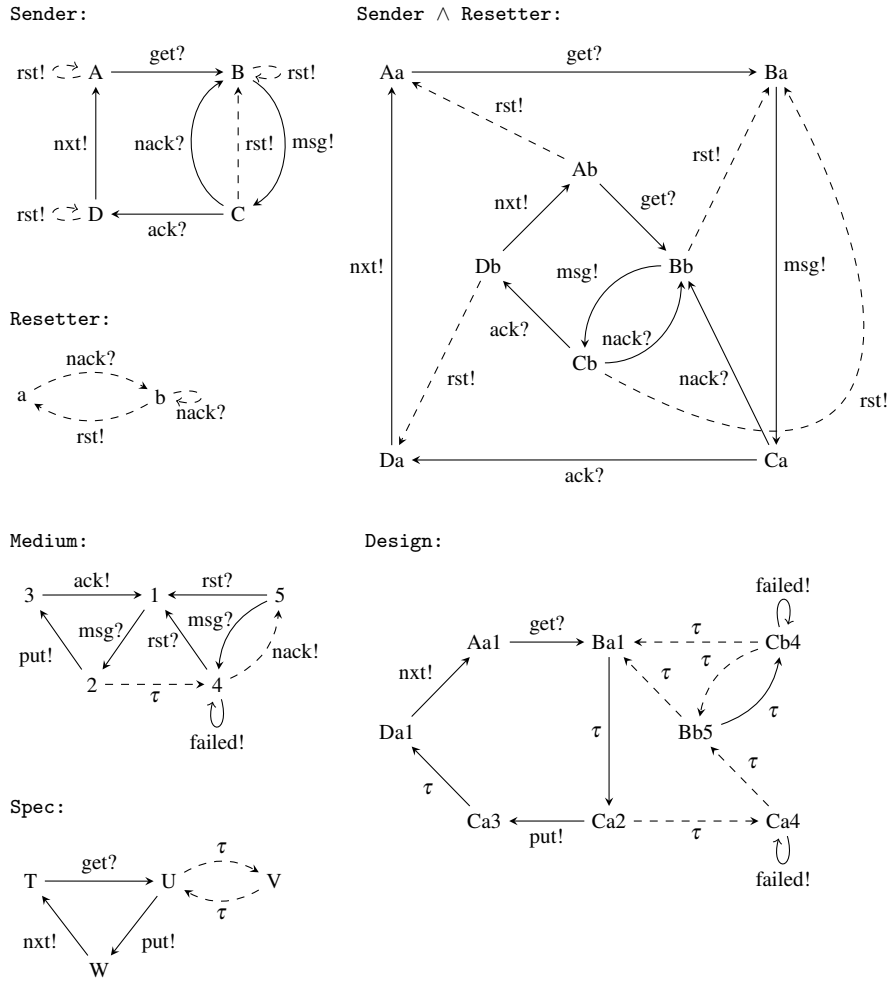 Sender:
rst!
A
get?
B
rst!
nxt!
nack?
rst!
msg!
rst!
D
ack?
C
Resetter:
nack?
a
b
nack?
rst!
Sender ∧ Resetter:
Aa
get?
Ba
rst!
Ab
rst!
nxt!
get?
nxt!
Db
msg!
Bb
msg!
ack?
nack?
Cb
rst!
nack?
rst!
Da
ack?
Ca
Medium:
3
ack!
1
rst?
5
put!
msg?
rst?
msg?
nack!
2
τ
4
failed!
Spec:
T
get?
U
τ
V
τ
nxt!
put!
W
Design:
failed!
Aa1
get?
Ba1
τ
Cb4
nxt!
τ
τ
Da1
τ
Bb5
τ
τ
τ
Ca3
put!
Ca2
τ
Ca4
failed!